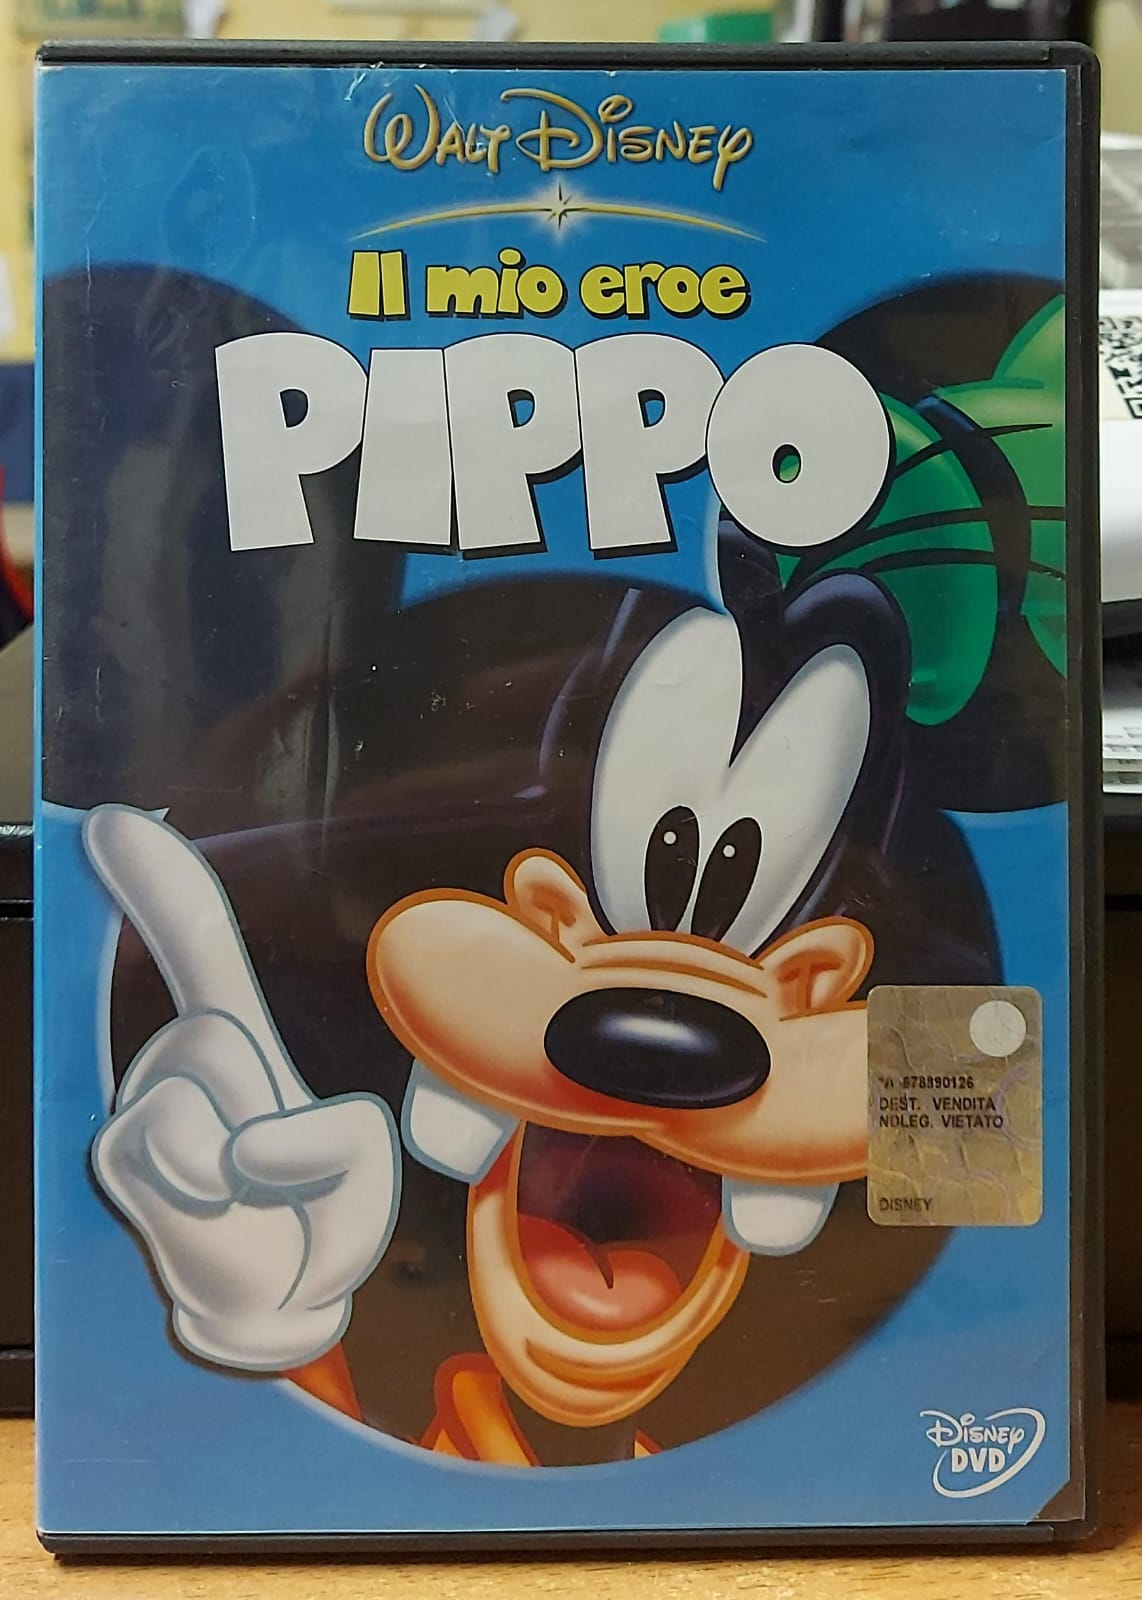 WALT DISNEY
Il mio eroe
PIPPO
*A 678890126
DEST. VENDITA
NOLEG. VIETATO
DISNEY
DISNEY
DVD